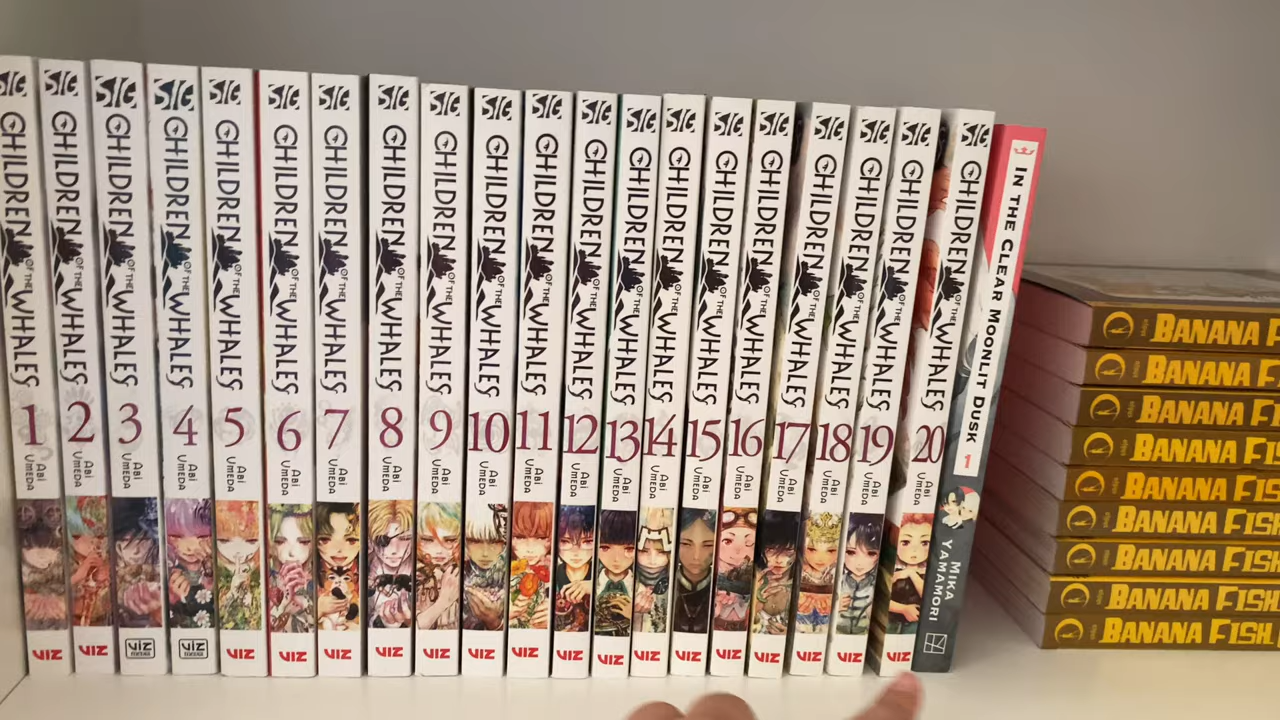 SIG CHILDREN OF THE WHALES 1 ABI UMEDA VIZ
SIG CHILDREN OF THE WHALES 2 ABI UMEDA VIZ
SIG CHILDREN OF THE WHALES 3 ABI UMEDA VIZ MEDIA
SIG CHILDREN OF THE WHALES 4 ABI UMEDA VIZ MEDIA
SIG CHILDREN OF THE WHALES 5 ABI UMEDA VIZ
SIG CHILDREN OF THE WHALES 6 ABI UMEDA VIZ
SIG CHILDREN OF THE WHALES 7 ABI UMEDA VIZ
SIG CHILDREN OF THE WHALES 8 ABI UMEDA VIZ
SIG CHILDREN OF THE WHALES 9 ABI UMEDA VIZ
SIG CHILDREN OF THE WHALES 10 ABI UMEDA VIZ
SIG CHILDREN OF THE WHALES 11 ABI UMEDA VIZ
SIG CHILDREN OF THE WHALES 12 ABI UMEDA VIZ
SIG CHILDREN OF THE WHALES 13 ABI UMEDA VIZ
SIG CHILDREN OF THE WHALES 14 ABI UMEDA VIZ
SIG CHILDREN OF THE WHALES 15 ABI UMEDA VIZ
SIG CHILDREN OF THE WHALES 16 ABI UMEDA VIZ
SIG CHILDREN OF THE WHALES 17 ABI UMEDA VIZ
SIG CHILDREN OF THE WHALES 18 ABI UMEDA VIZ
SIG CHILDREN OF THE WHALES 19 ABI UMEDA VIZ
SIG CHILDREN OF THE WHALES 20 ABI UMEDA VIZ
IN THE CLEAR MOONLIT DUSK 1 MIKA YAMAMORI
BANANA F
BANANA F
BANANA FI
BANANA FIS
BANANA FIS
BANANA FISH
BANANA FISH
BANANA FISH
BANANA FISH